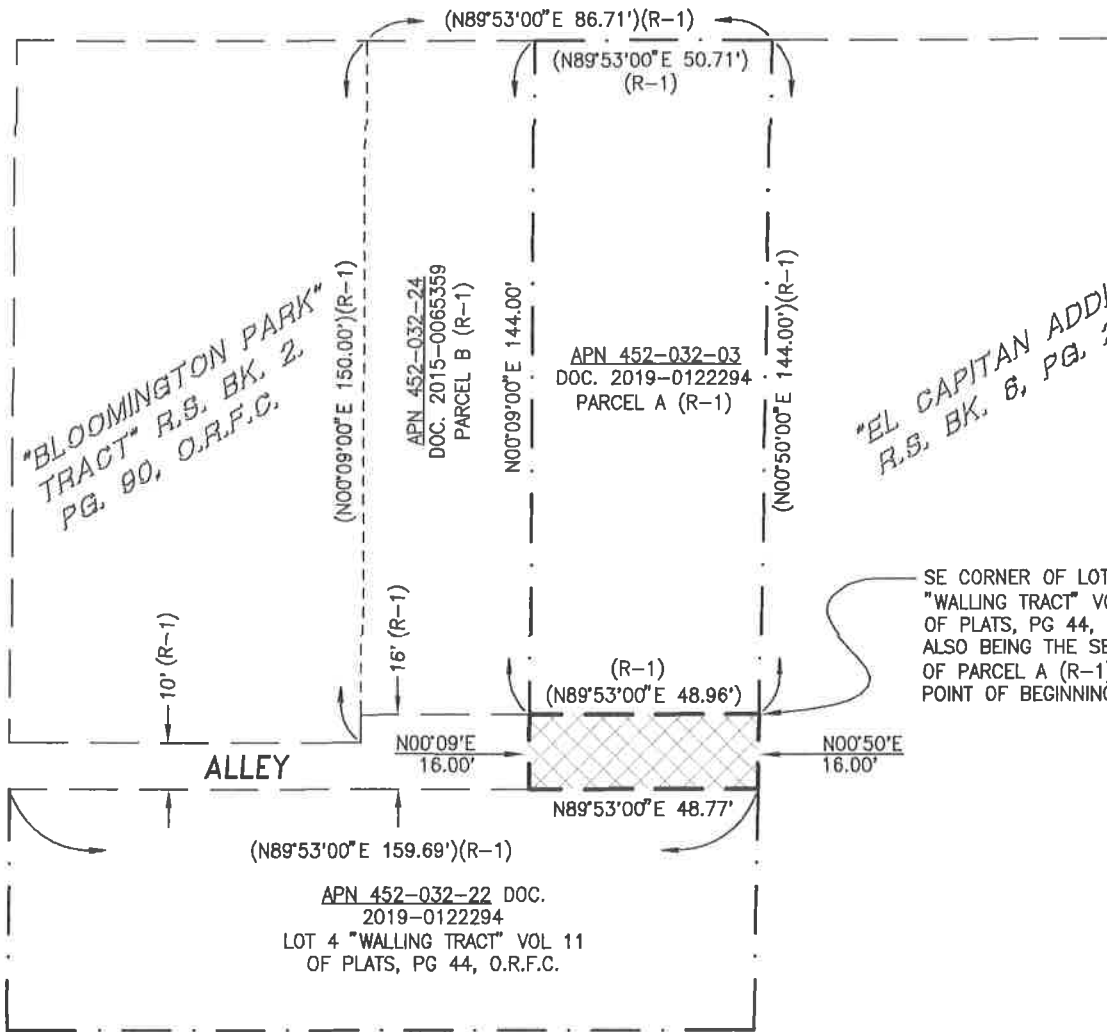 (N89°53'00"E 86.71')(R-1)
(N89°53'00"E 50.71')
(R-1)
"BLOOMINGTON PARK"
TRACT" R.S. BK. 2,
PG. 90, O.R.F.C.
(N00°09'00"E 150.00')(R-1)
APN 452-032-24
DOC. 2015-0065359
PARCEL B (R-1)
N00°09'00"E 144.00'
APN 452-032-03
DOC. 2019-0122294
PARCEL A (R-1)
(N00°50'00"E 144.00')(R-1)
"EL CAPITAN
R.S. BK. 6, PG.
SE CORNER OF LOT
"WALLING TRACT"
OF PLATS, PG 44,
ALSO BEING THE
OF PARCEL A (R-1)
POINT OF BEGINNING
10' (R-1)
16' (R-1)
(R-1)
(N89°53'00"E 48.96')
ALLEY
N00°09'E
16.00'
N00°50'E
16.00'
N89°53'00"E 48.77'
(N89°53'00"E 159.69')(R-1)
APN 452-032-22 DOC.
2019-0122294
LOT 4 "WALLING TRACT" VOL 11
OF PLATS, PG 44, O.R.F.C.